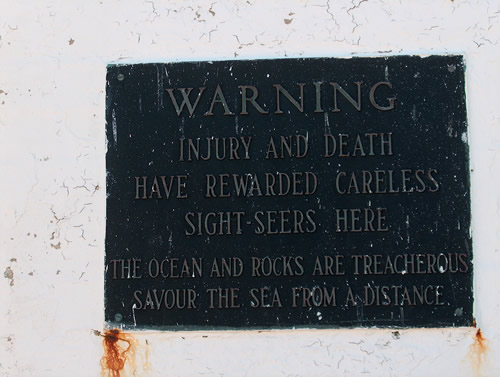 WARNING
INJURY AND DEATH
HAVE REWARDED CARELESS
SIGHT-SEERS HERE
THE OCEAN AND ROCKS ARE TREACHEROUS
SAVOUR THE SEA FROM A DISTANCE